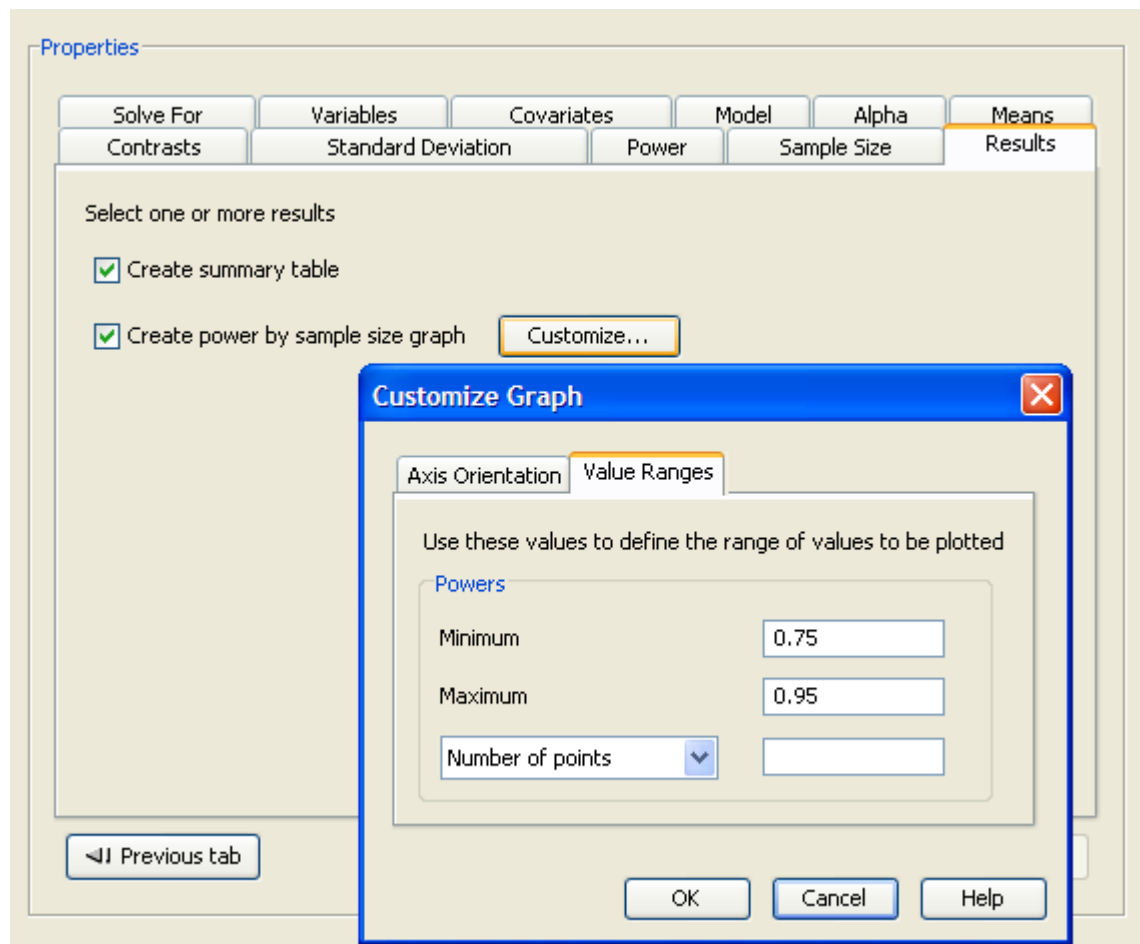 Properties
Solve For Variables Covariates Model Alpha Means
Contrasts Standard Deviation Power Sample Size Results
Select one or more results
Create summary table
Create power by sample size graph Customize...
Customize Graph
Axis Orientation Value Ranges
Use these values to define the range of values to be plotted
Powers
Minimum 0.75
Maximum 0.95
Number of points
Previous tab
OK Cancel Help